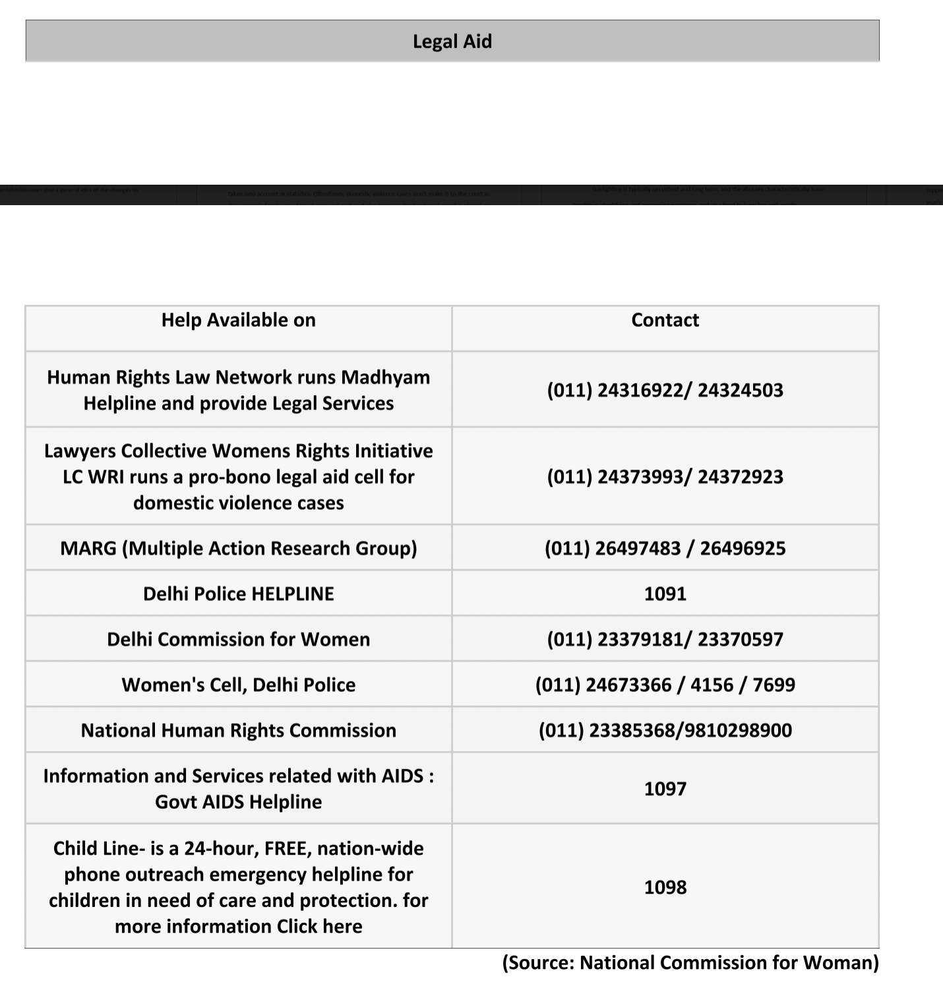 Legal Aid
Help Available on
Contact
Human Rights Law Network runs Madhyam
Helpline and provide Legal Services
(011) 24316922/ 24324503
Lawyers Collective Womens Rights Initiative
LC WRI runs a pro-bono legal aid cell for
domestic violence cases
(011) 24373993/ 24372923
MARG (Multiple Action Research Group)
(011) 26497483 / 26496925
Delhi Police HELPLINE
1091
Delhi Commission for Women
(011) 23379181/ 23370597
Women's Cell, Delhi Police
(011) 24673366 / 4156 / 7699
National Human Rights Commission
(011) 23385368/9810298900
Information and Services related with AIDS :
Govt AIDS Helpline
1097
Child Line- is a 24-hour, FREE, nation-wide
phone outreach emergency helpline for
children in need of care and protection. for
more information Click here
1098
(Source: National Commission for Woman)